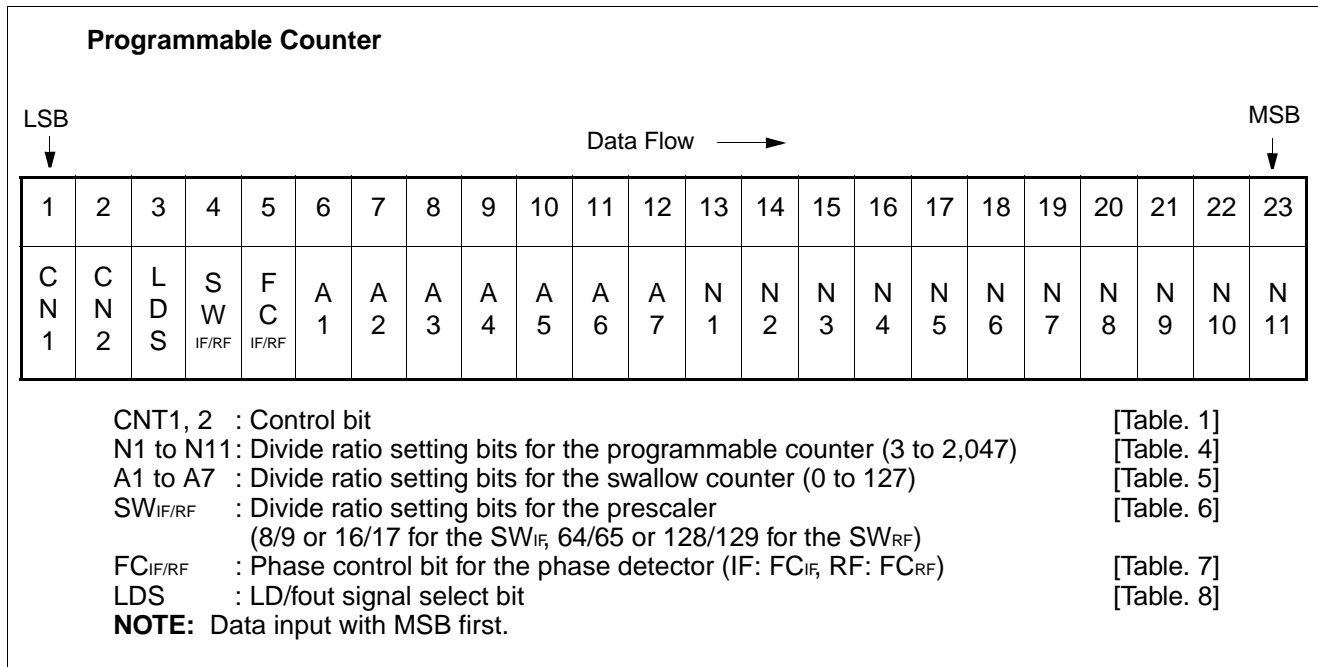 Programmable Counter
LSB
MSB
Data Flow
1 2 3 4 5 6 7 8 9 10 11 12 13 14 15 16 17 18 19 20 21 22 23
CN1 CN2 LDS SW IF/RF FC IF/RF A1 A2 A3 A4 A5 A6 A7 N1 N2 N3 N4 N5 N6 N7 N8 N9 N10 N11
CNT1, 2 : Control bit [Table. 1]
N1 to N11: Divide ratio setting bits for the programmable counter (3 to 2,047) [Table. 4]
A1 to A7 : Divide ratio setting bits for the swallow counter (0 to 127) [Table. 5]
SWIF/RF : Divide ratio setting bits for the prescaler [Table. 6]
(8/9 or 16/17 for the SWIF, 64/65 or 128/129 for the SWRF)
FCIF/RF : Phase control bit for the phase detector (IF: FCIF, RF: FCRF) [Table. 7]
LDS : LD/fout signal select bit [Table. 8]
NOTE: Data input with MSB first.